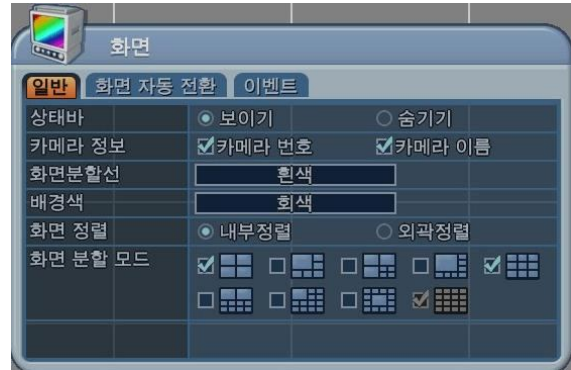 화면
일반 화면 자동 전환 이벤트
상태바 보이기 숨기기
카메라 정보 카메라 번호 카메라 이름
화면분할선 흰색
배경색 회색
화면 정렬 내부정렬 외곽정렬
화면 분할 모드